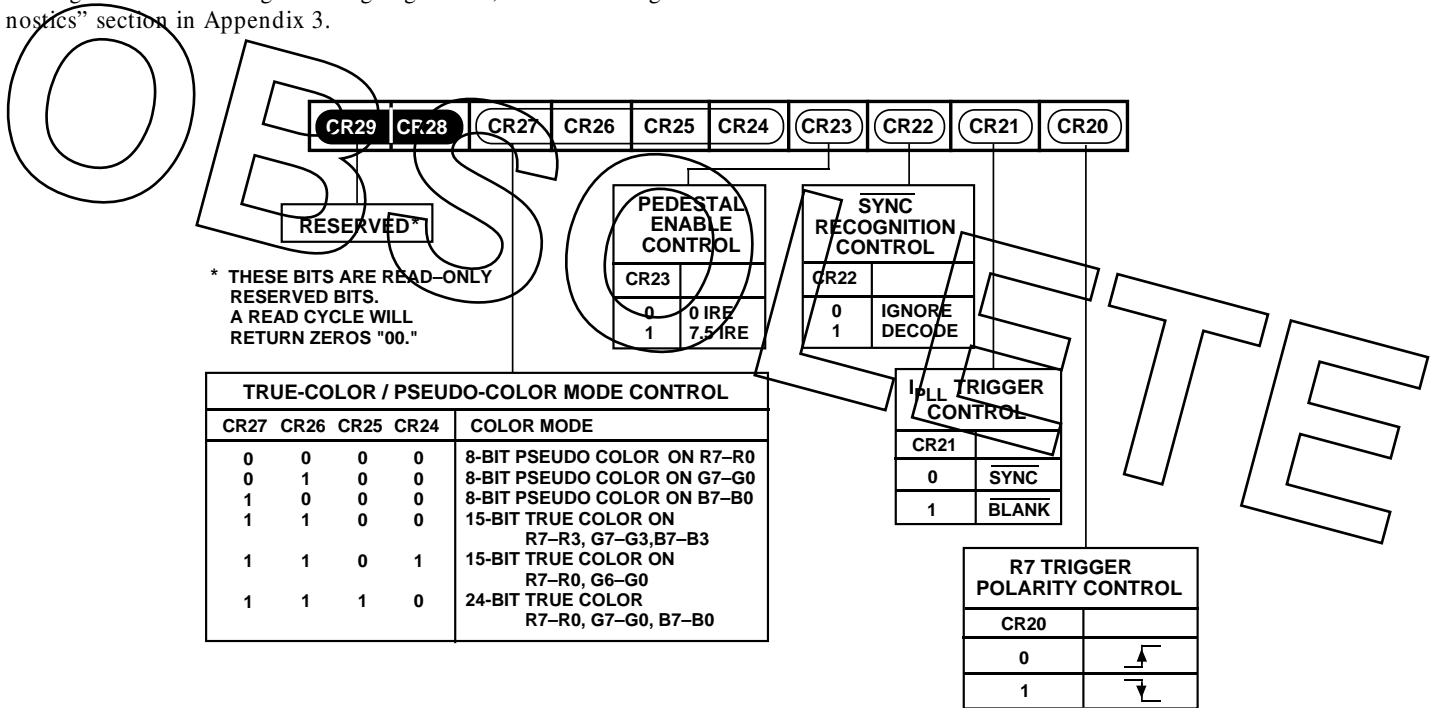 nostics” section in Appendix 3.
CR29 CR28 CR27 CR26 CR25 CR24 CR23 CR22 CR21 CR20
RESERVED*
* THESE BITS ARE READ–ONLY
RESERVED BITS.
A READ CYCLE WILL
RETURN ZEROS "00."
PEDESTAL
ENABLE
CONTROL
CR23
0 0 IRE
1 7.5 IRE
SYNC
RECOGNITION
CONTROL
CR22
0 IGNORE
1 DECODE
TRUE-COLOR / PSEUDO-COLOR MODE CONTROL
CR27 CR26 CR25 CR24 COLOR MODE
0 0 0 0 8-BIT PSEUDO COLOR ON R7–R0
0 1 0 0 8-BIT PSEUDO COLOR ON G7–G0
1 0 0 0 8-BIT PSEUDO COLOR ON B7–B0
1 1 0 0 15-BIT TRUE COLOR ON
R7–R3, G7–G3,B7–B3
1 1 0 1 15-BIT TRUE COLOR ON
R7–R0, G6–G0
1 1 1 0 24-BIT TRUE COLOR
R7–R0, G7–G0, B7–B0
IPLL TRIGGER
CONTROL
CR21
0 SYNC
1 BLANK
R7 TRIGGER
POLARITY CONTROL
CR20
0
1
OBSOLETE